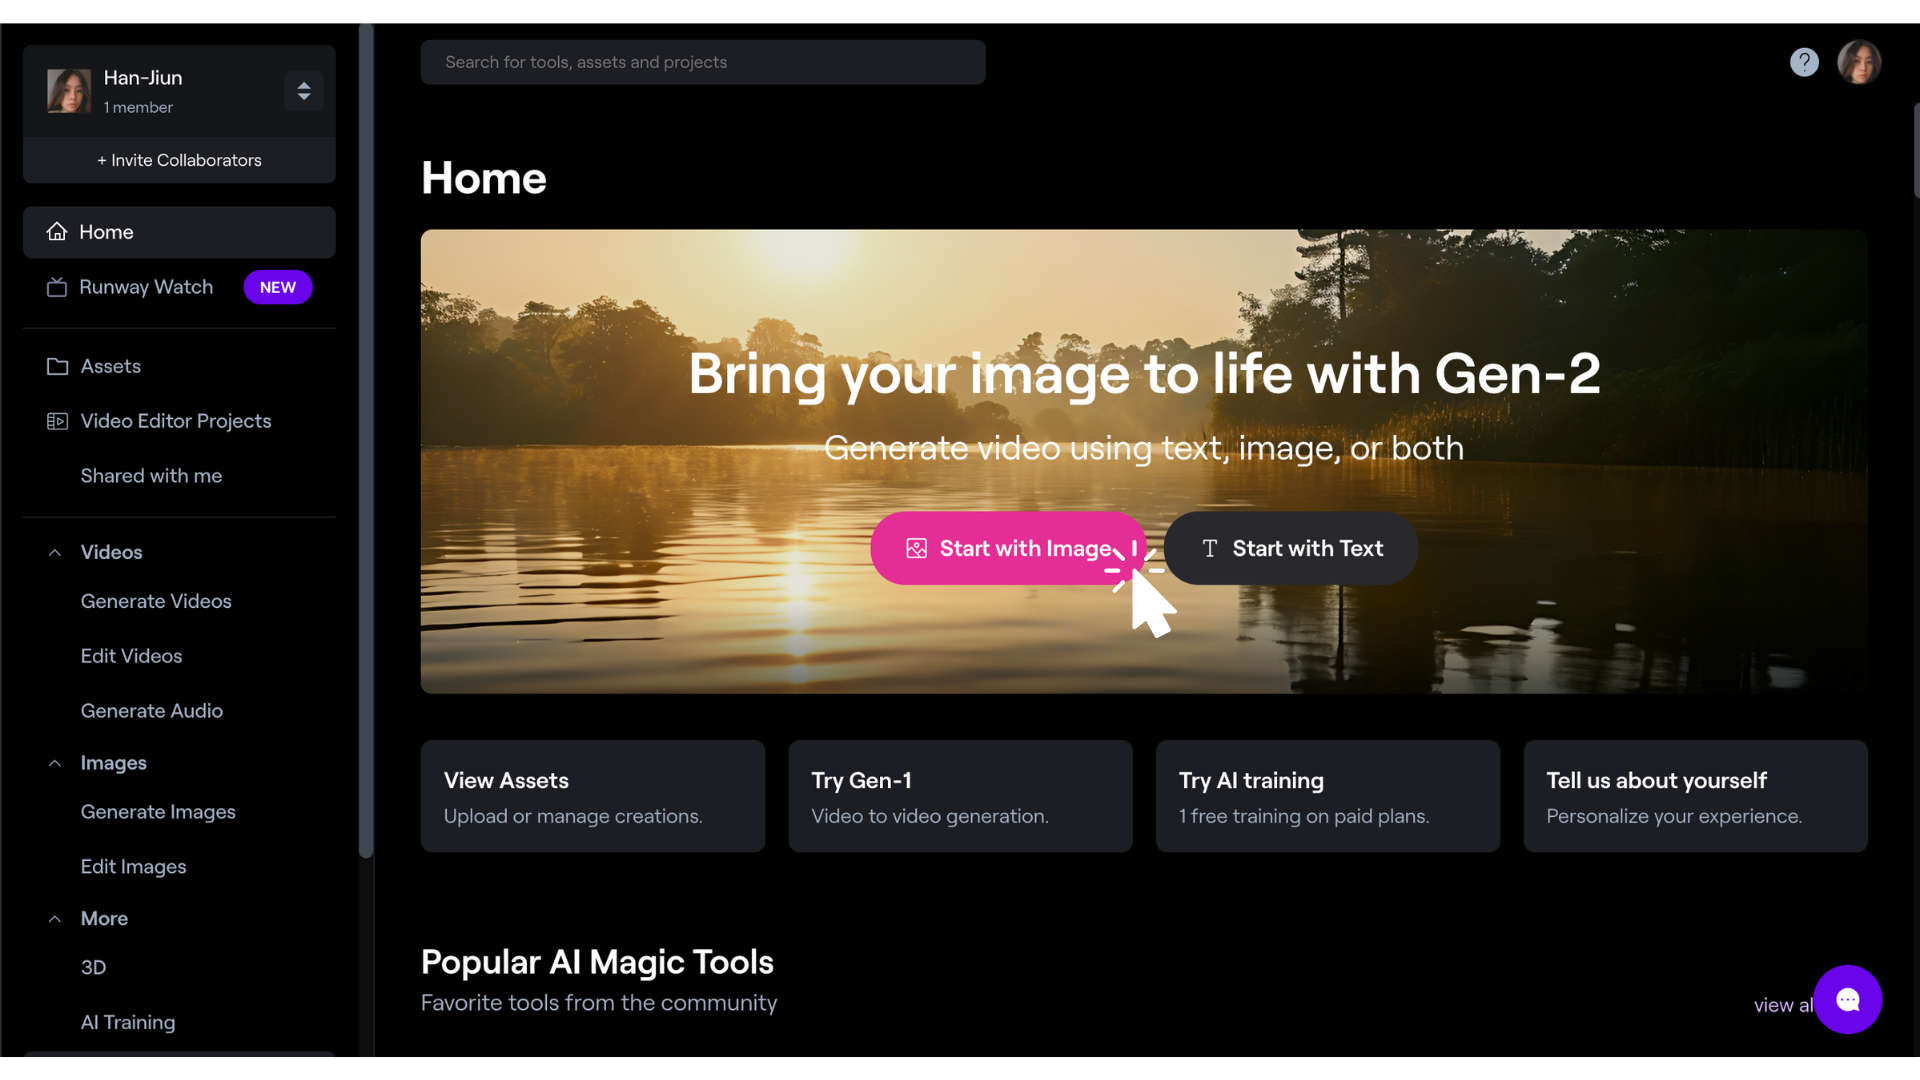 Han-Jiun
1 member
+ Invite Collaborators
Home
Runway Watch NEW
Assets
Video Editor Projects
Shared with me
Videos
Generate Videos
Edit Videos
Generate Audio
Images
Generate Images
Edit Images
More
3D
AI Training
Search for tools, assets and projects
?
Home
Bring your image to life with Gen-2
Generate video using text, image, or both
Start with Image
T Start with Text
View Assets
Upload or manage creations.
Try Gen-1
Video to video generation.
Try AI training
1 free training on paid plans.
Tell us about yourself
Personalize your experience.
Popular AI Magic Tools
Favorite tools from the community
view al